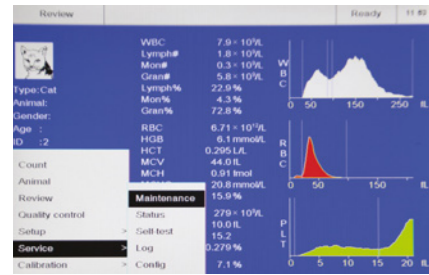 Review
Ready
Type:Cat
Animal:
Gender:
Age :
ID :2
WBC 7.9 × 10⁹/L
Lymph# 1.8 × 10⁹/L
Mon# 0.3 × 10⁹/L
Gran# 5.8 × 10⁹/L
Lymph% 22.9 %
Mon% 4.3 %
Gran% 72.8 %
RBC 6.71 × 10¹²/L
HGB 6.1 mmol/L
HCT 0.295 L/L
MCV 44.0 fL
MCH 0.91 fmol
20.8 mmol/L
15.9 %
279 × 10⁹/L
10.0 fL
15.2
0.279 %
7.1 %
Count
Animal
Review
Quality control
Setup >
Service >
Calibration >
Maintenance
Status
Self-test
Log
Config
WBC
0 50 150 250 fL
RBC
0 50 150 fL
PLT
0 5 10 15 20 fL